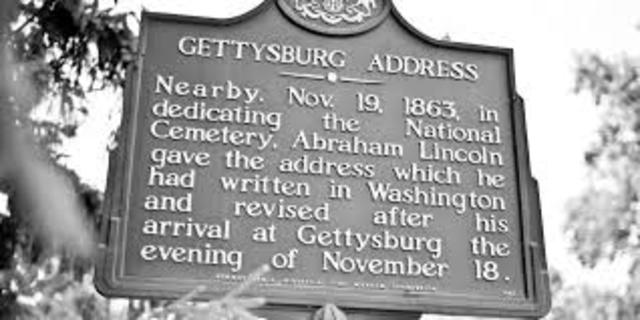 GETTYSBURG ADDRESS
Nearby, Nov. 19, 1863, in
dedicating the National
Cemetery, Abraham Lincoln
gave the address which he
had written in Washington
and revised after his
arrival at Gettysburg the
evening of November 18.